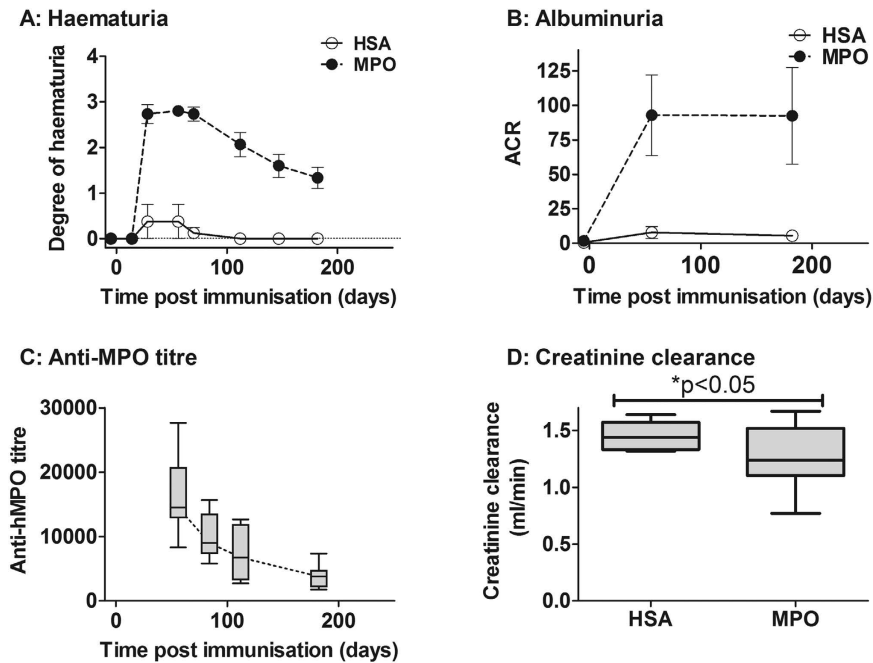 A: Haematuria
HSA
MPO
Degree of haematuria
4
3
2
1
0
0 100 200
Time post immunisation (days)
B: Albuminuria
HSA
MPO
ACR
125
100
75
50
25
0
0 100 200
Time post immunisation (days)
C: Anti-MPO titre
Anti-hMPO titre
30000
20000
10000
0
0 100 200
Time post immunisation (days)
D: Creatinine clearance
*p<0.05
Creatinine clearance
(ml/min)
1.5
1.0
0.5
0.0
HSA MPO